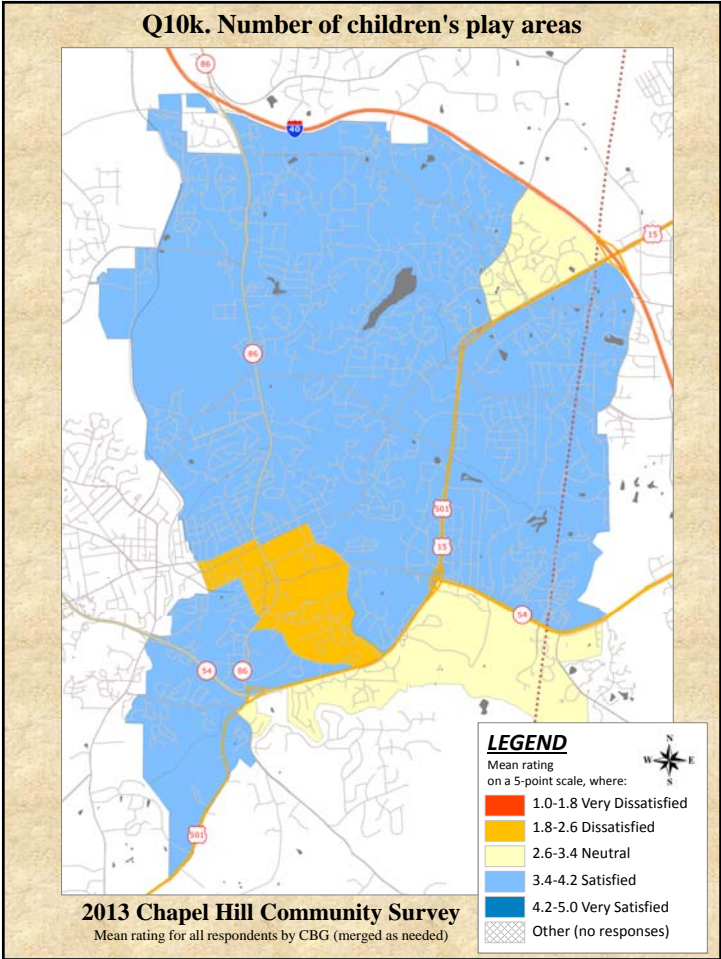 Q10k. Number of children's play areas
86
40
15
86
501
15
54
54
86
501
LEGEND
Mean rating
on a 5-point scale, where:
N
W E
S
1.0-1.8 Very Dissatisfied
1.8-2.6 Dissatisfied
2.6-3.4 Neutral
3.4-4.2 Satisfied
4.2-5.0 Very Satisfied
Other (no responses)
2013 Chapel Hill Community Survey
Mean rating for all respondents by CBG (merged as needed)